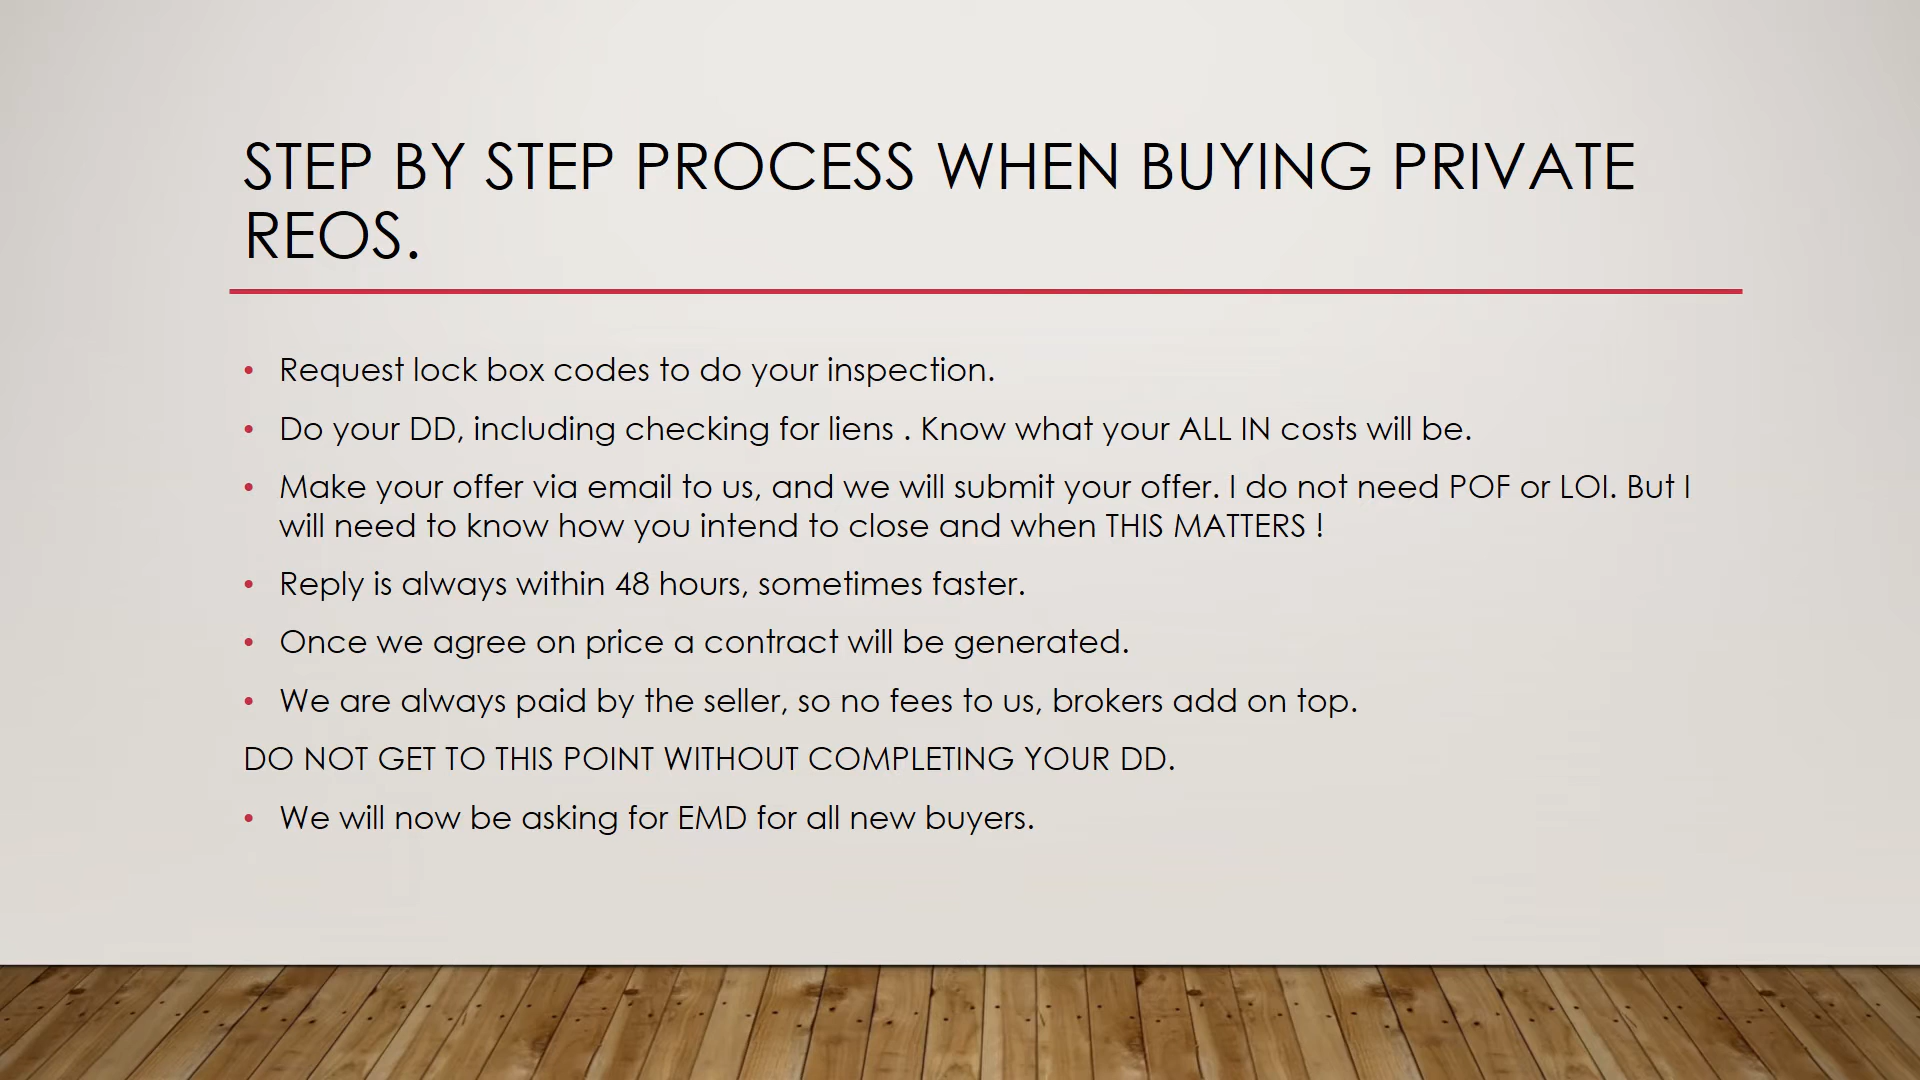 STEP BY STEP PROCESS WHEN BUYING PRIVATE
REOS.
• Request lock box codes to do your inspection.
• Do your DD, including checking for liens . Know what your ALL IN costs will be.
• Make your offer via email to us, and we will submit your offer. I do not need POF or LOI. But I
will need to know how you intend to close and when THIS MATTERS !
• Reply is always within 48 hours, sometimes faster.
• Once we agree on price a contract will be generated.
• We are always paid by the seller, so no fees to us, brokers add on top.
DO NOT GET TO THIS POINT WITHOUT COMPLETING YOUR DD.
• We will now be asking for EMD for all new buyers.